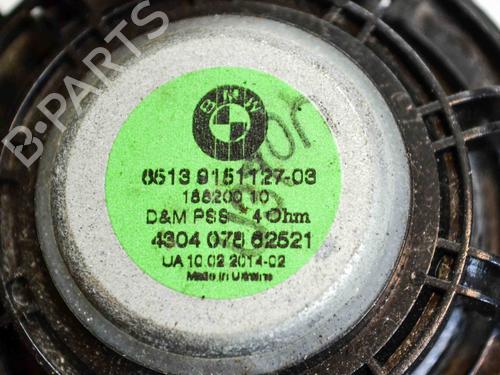 BMW
6513 9151127-03
188200 10
D&M PSS 4 Ohm
4304 078 62521
UA 10.02 2014-02
Made in Ukraine
B-PARTS